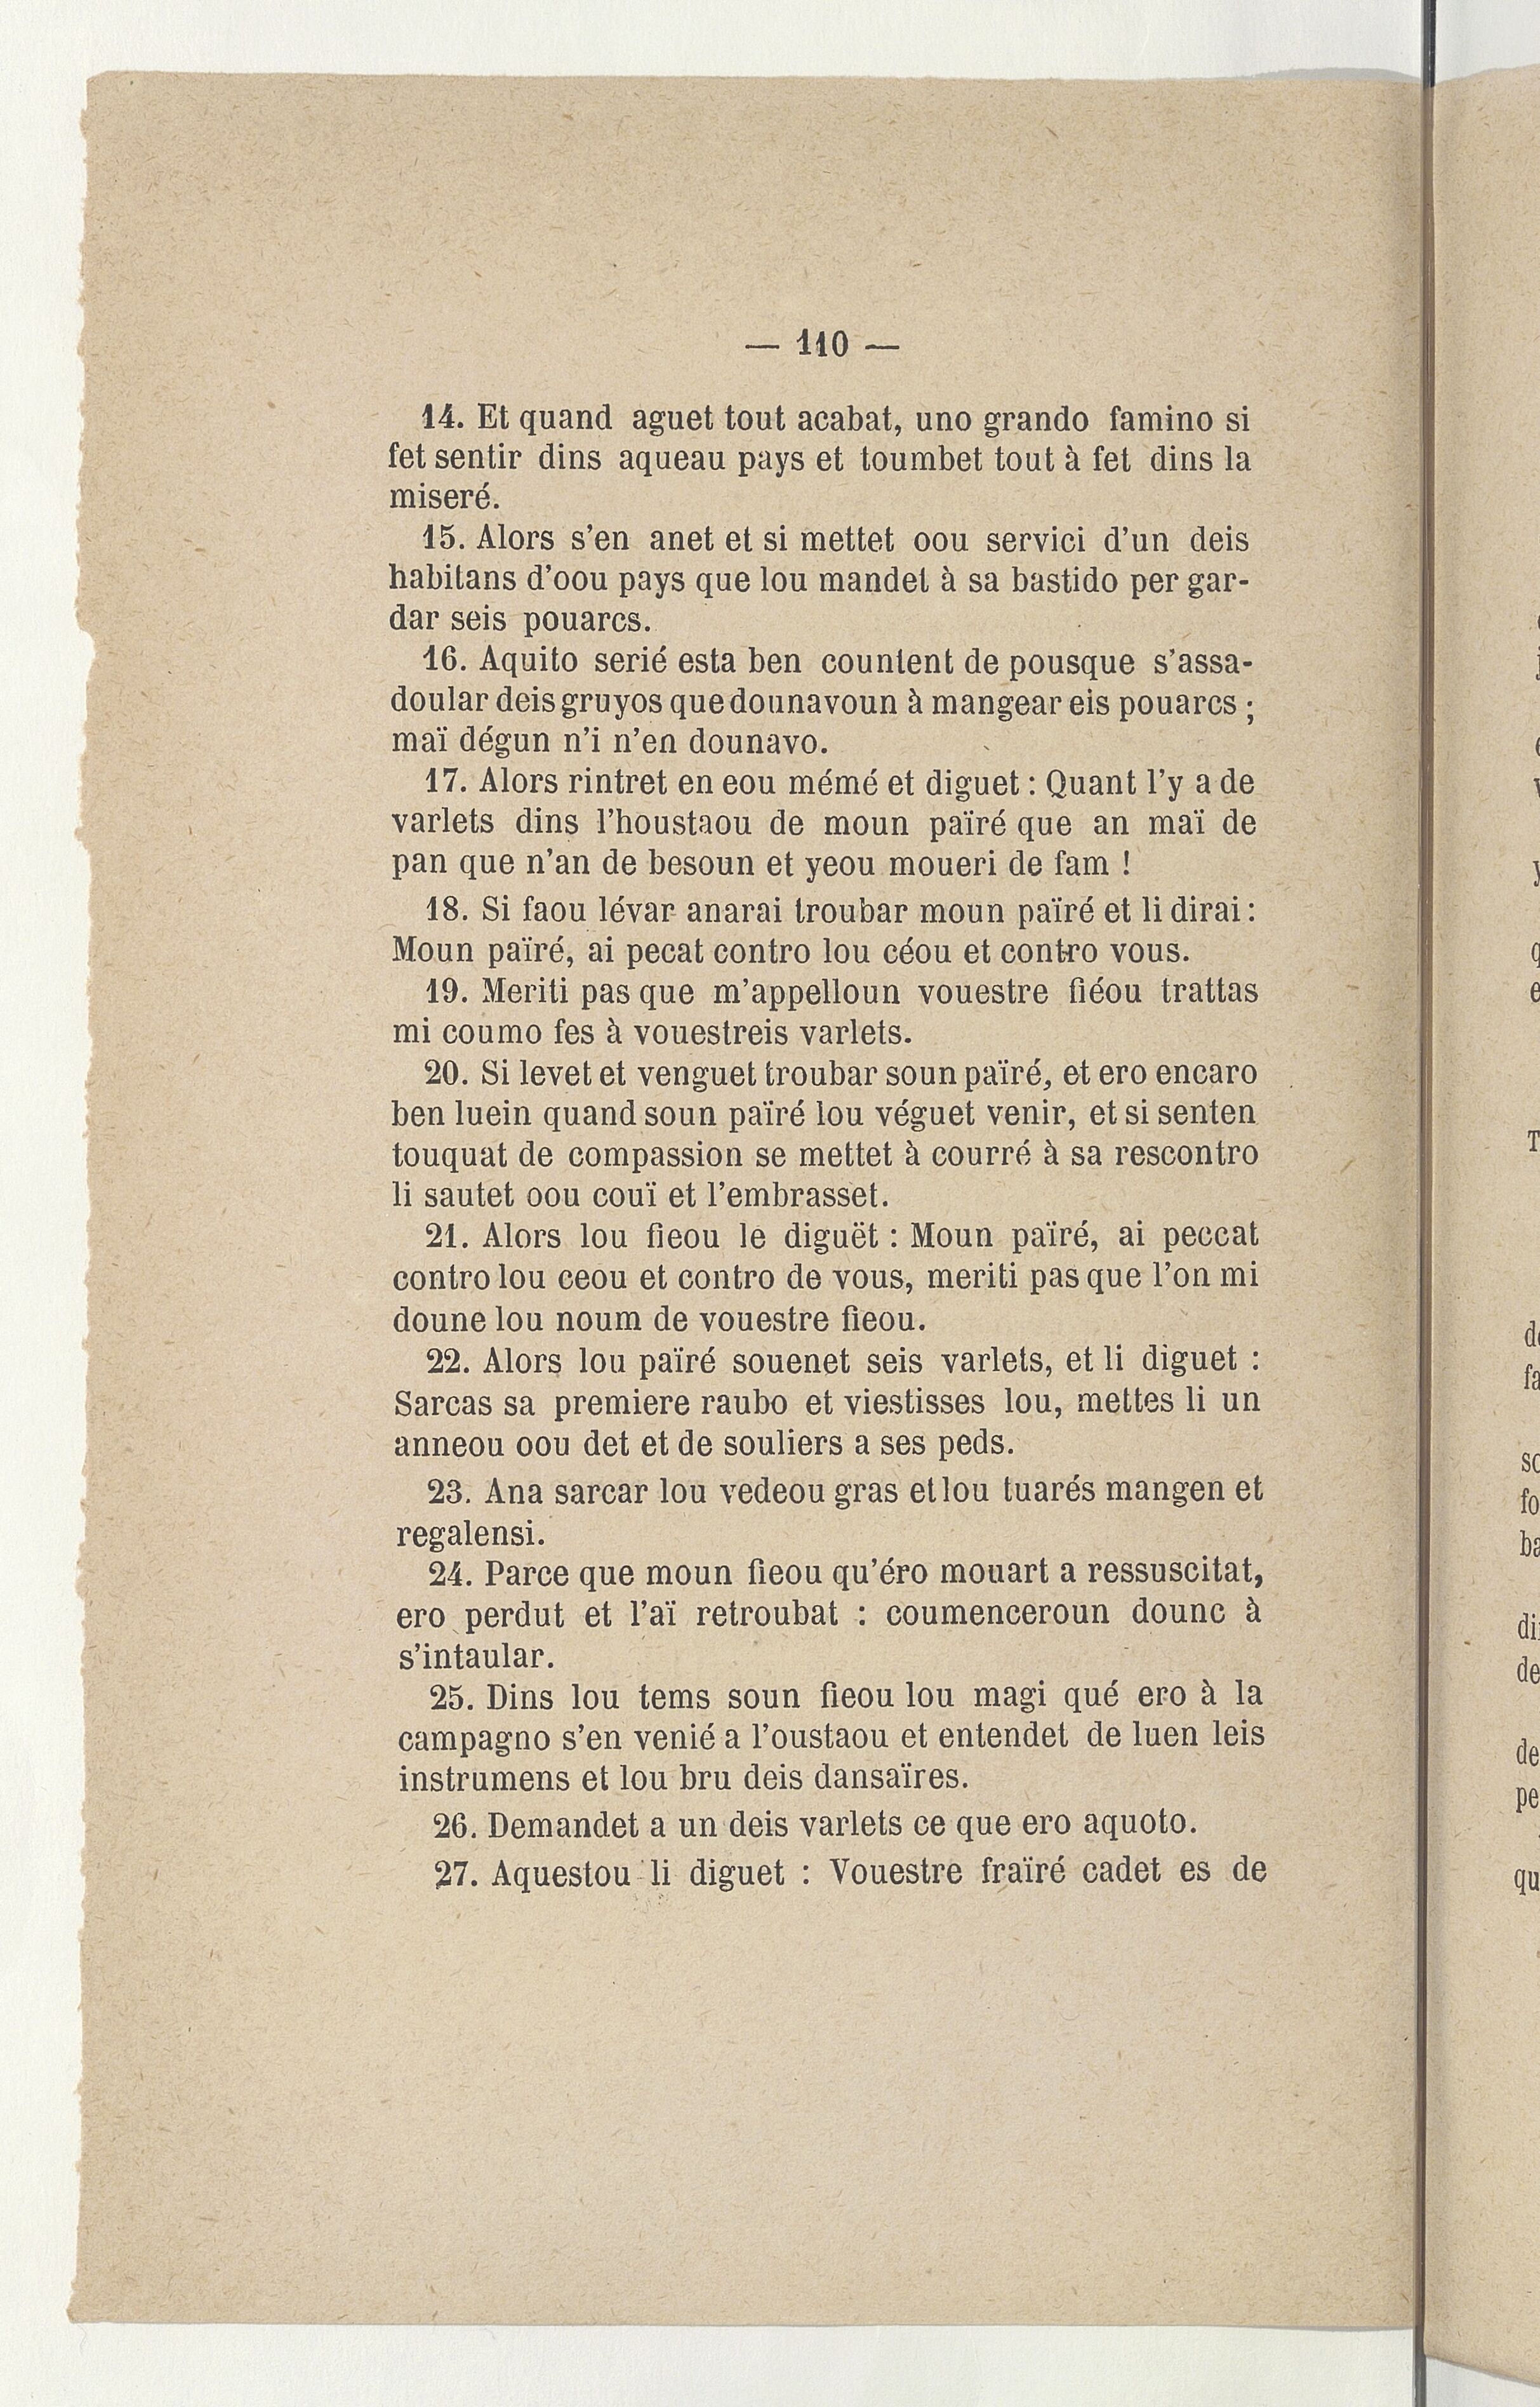 — 110 —
14. Et quand aguet tout acabat, uno grando famino si
fet sentir dins aqueau pays et toumbet tout à fet dins la
miseré.
15. Alors s'en anet et si mettet oou servici d'un deis
habitans d'oou pays que lou mandet à sa bastido per gar-
dar seis pouarcs.
16. Aquito serié esta ben countent de pousque s'assa-
doular deis gruyos que dounavoun à mangear eis pouarcs ;
maï dégun n'i n'en dounavo.
17. Alors rintret en eou mémé et diguet : Quant l'y a de
varlets dins l'houstaou de moun païré que an maï de
pan que n'an de besoun et yeou moueri de fam !
18. Si faou lévar anarai troubar moun païré et li dirai :
Moun païré, ai pecat contro lou céou et contro vous.
19. Meriti pas que m'appelloun vouestre fiéou trattas
mi coumo fes à vouestreis varlets.
20. Si levet et venguet troubar soun païré, et ero encaro
ben luein quand soun païré lou véguet venir, et si senten
touquat de compassion se mettet à courré à sa rescontro
li sautet oou couï et l'embrasset.
21. Alors lou fieou le diguët : Moun païré, ai peccat
contro lou ceou et contro de vous, meriti pas que l'on mi
doune lou noum de vouestre fieou.
22. Alors lou païré souenet seis varlets, et li diguet :
Sarcas sa premiere raubo et viestisses lou, mettes li un
anneou oou det et de souliers a ses peds.
23. Ana sarcar lou vedeou gras et lou tuarés mangen et
regalensi.
24. Parce que moun fieou qu'éro mouart a ressuscitat,
ero perdut et l'aï retroubat : coumenceroun dounc à
s'intaular.
25. Dins lou tems soun fieou lou magi qué ero à la
campagno s'en venié a l'oustaou et entendet de luen leis
instrumens et lou bru deis dansaïres.
26. Demandet a un deis varlets ce que ero aquoto.
27. Aquestou li diguet : Vouestre fraïré cadet es de